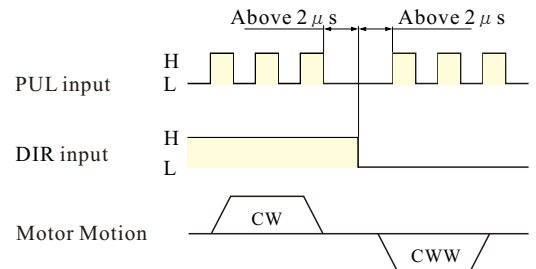 Above 2 μ s Above 2 μ s
H
L
PUL input
H
L
DIR input
CW
Motor Motion
CWW